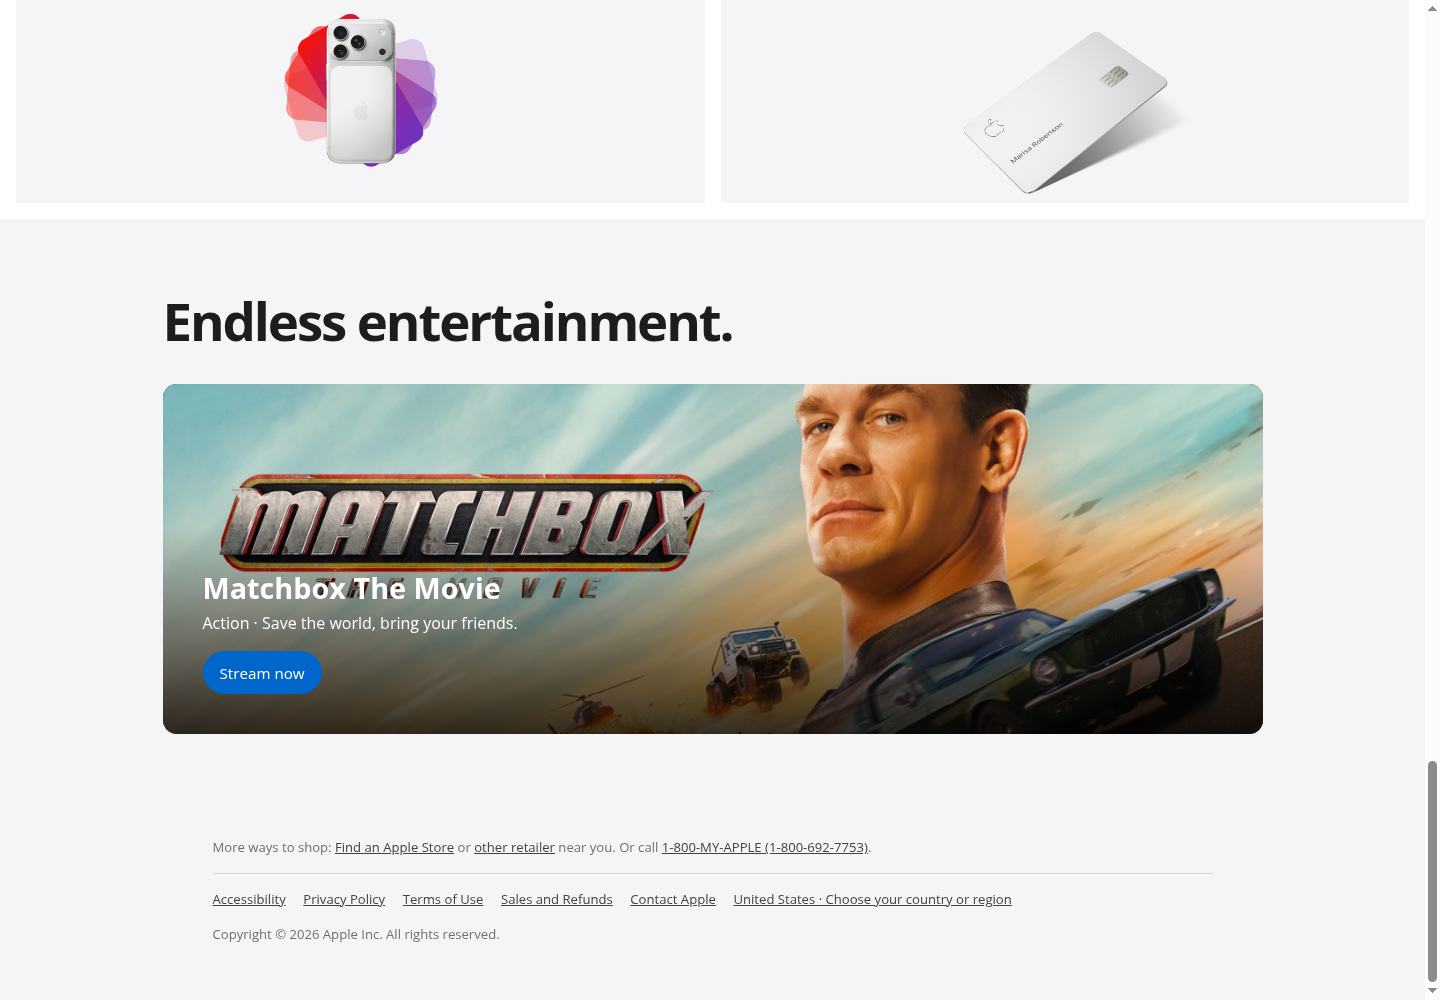 Marisa Robertson
Endless entertainment.
MATCHBOX
THE MOVIE
Matchbox The Movie
Action · Save the world, bring your friends.
Stream now
More ways to shop: Find an Apple Store or other retailer near you. Or call 1-800-MY-APPLE (1-800-692-7753).
Accessibility Privacy Policy Terms of Use Sales and Refunds Contact Apple United States · Choose your country or region
Copyright © 2026 Apple Inc. All rights reserved.